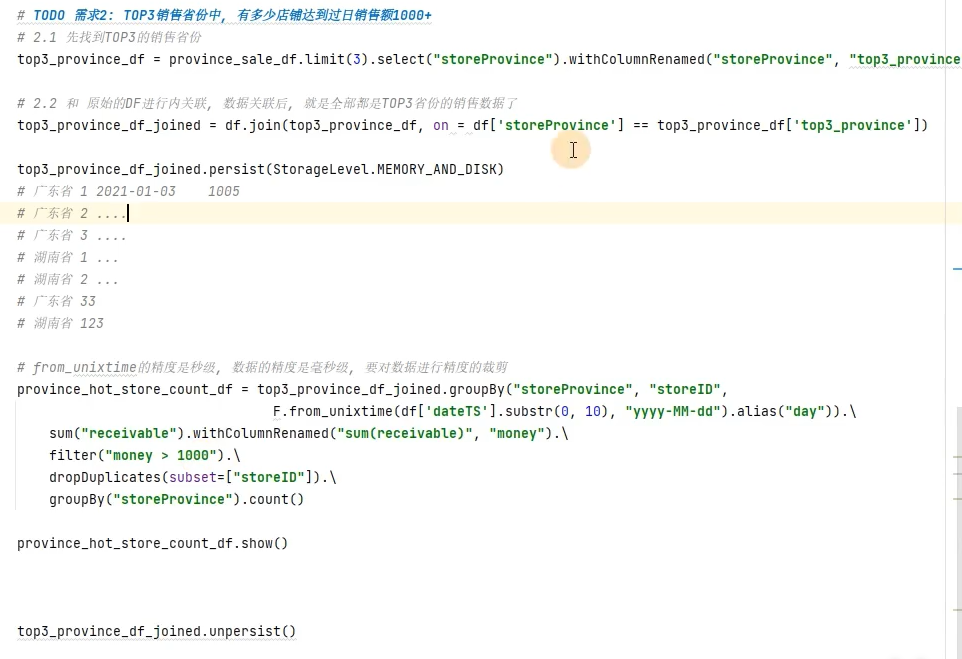 # TODO 需求2: TOP3销售省份中, 有多少店铺达到过日销售额1000+
# 2.1 先找到TOP3的销售省份
top3_province_df = province_sale_df.limit(3).select("storeProvince").withColumnRenamed("storeProvince", "top3_province
# 2.2 和 原始的DF进行内关联, 数据关联后, 就是全部都是TOP3省份的销售数据了
top3_province_df_joined = df.join(top3_province_df, on = df['storeProvince'] == top3_province_df['top3_province'])
top3_province_df_joined.persist(StorageLevel.MEMORY_AND_DISK)
# 广东省 1 2021-01-03    1005
# 广东省 2 ....
# 广东省 3 ....
# 湖南省 1 ...
# 湖南省 2 ...
# 广东省 33
# 湖南省 123
# from_unixtime的精度是秒级, 数据的精度是毫秒级, 要对数据进行精度的裁剪
province_hot_store_count_df = top3_province_df_joined.groupBy("storeProvince", "storeID",
F.from_unixtime(df['dateTS'].substr(0, 10), "yyyy-MM-dd").alias("day")).\
sum("receivable").withColumnRenamed("sum(receivable)", "money").\
filter("money > 1000").\
dropDuplicates(subset=["storeID"]).\
groupBy("storeProvince").count()
province_hot_store_count_df.show()
top3_province_df_joined.unpersist()